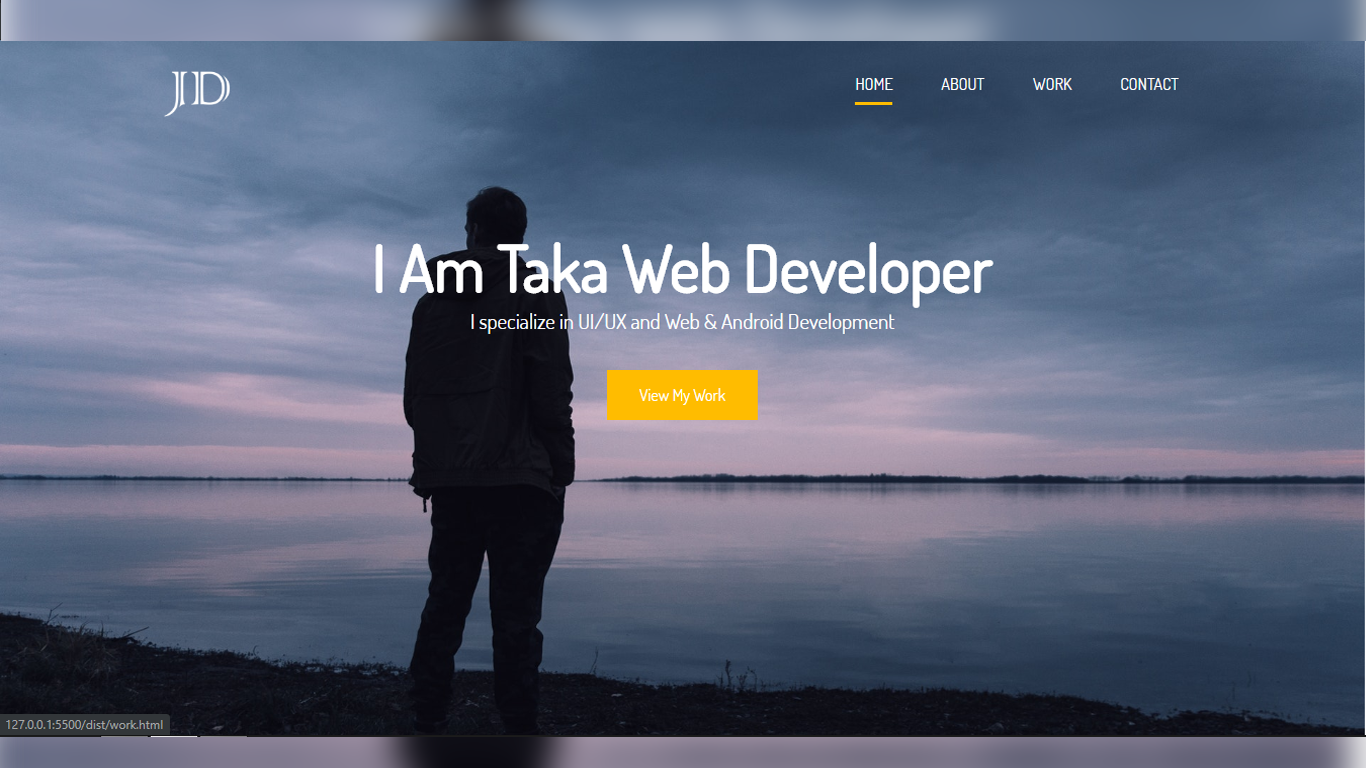 JD
HOME ABOUT WORK CONTACT
I Am Taka Web Developer
I specialize in UI/UX and Web & Android Development
View My Work
127.0.0.1:5500/dist/work.html